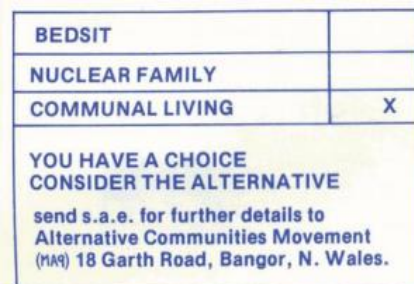 BEDSIT
NUCLEAR FAMILY
COMMUNAL LIVING X
YOU HAVE A CHOICE
CONSIDER THE ALTERNATIVE
send s.a.e. for further details to
Alternative Communities Movement
(MA9) 18 Garth Road, Bangor, N. Wales.